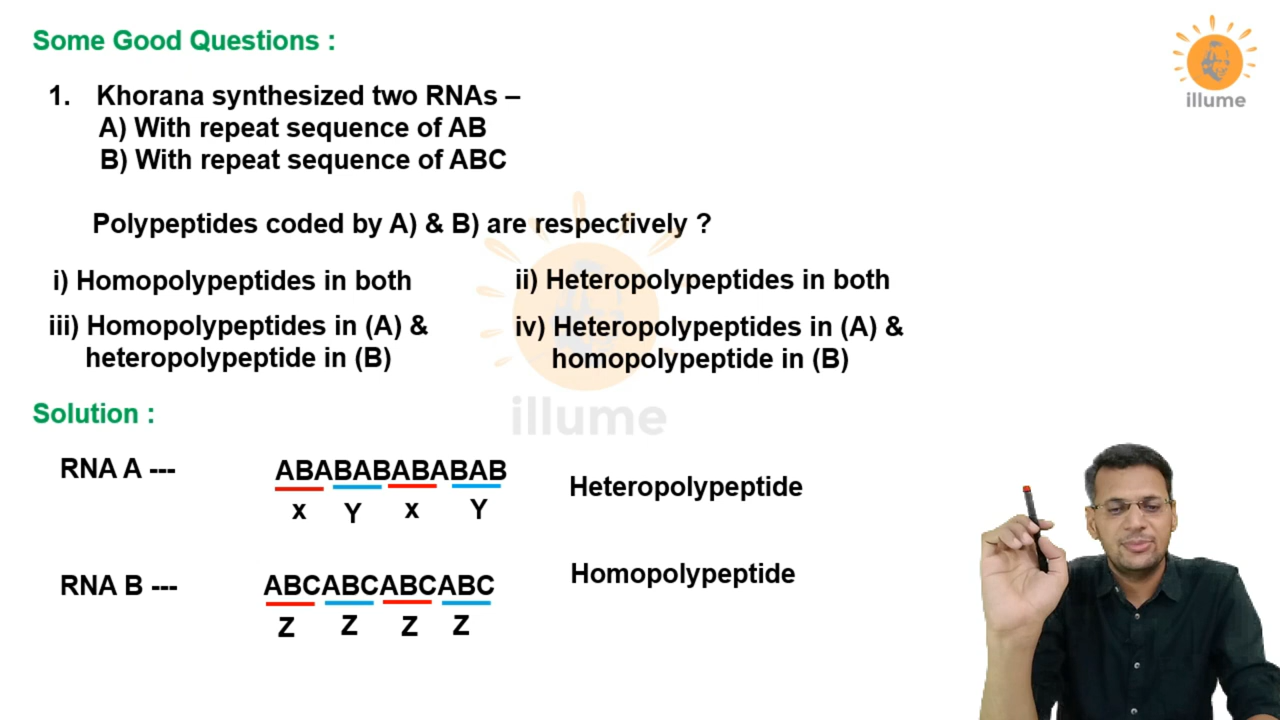 Some Good Questions :
illume
1. Khorana synthesized two RNAs –
A) With repeat sequence of AB
B) With repeat sequence of ABC
Polypeptides coded by A) & B) are respectively ?
i) Homopolypeptides in both
ii) Heteropolypeptides in both
iii) Homopolypeptides in (A) &
heteropolypeptide in (B)
iv) Heteropolypeptides in (A) &
homopolypeptide in (B)
illume
Solution :
RNA A --- ABABABABABAB Heteropolypeptide
x Y x Y
RNA B --- ABCABCABCABC Homopolypeptide
Z Z Z Z